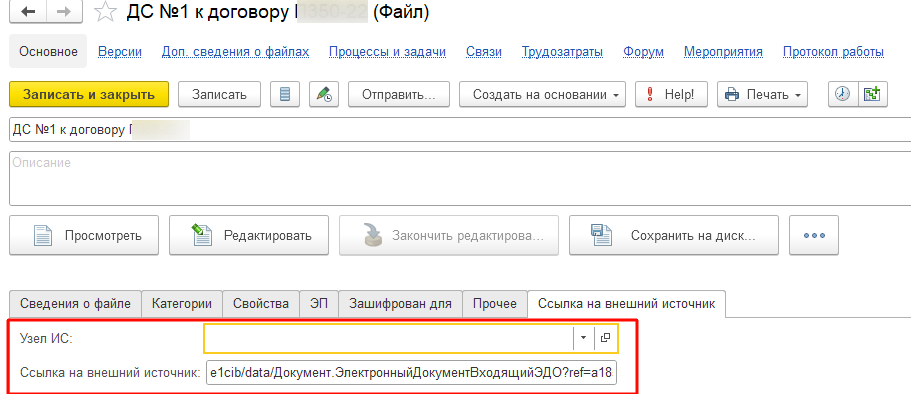 ДС №1 к договору П350-22 (Файл)
Основное Версии Доп. сведения о файлах Процессы и задачи Связи Трудозатраты Форум Мероприятия Протокол работы
Записать и закрыть Записать Отправить... Создать на основании Help! Печать
ДС №1 к договору
Описание
Просмотреть Редактировать Закончить редактирова... Сохранить на диск...
Сведения о файле Категории Свойства ЭП Зашифрован для Прочее Ссылка на внешний источник
Узел ИС:
Ссылка на внешний источник: e1cib/data/Документ.ЭлектронныйДокументВходящийЭДО?ref=a18